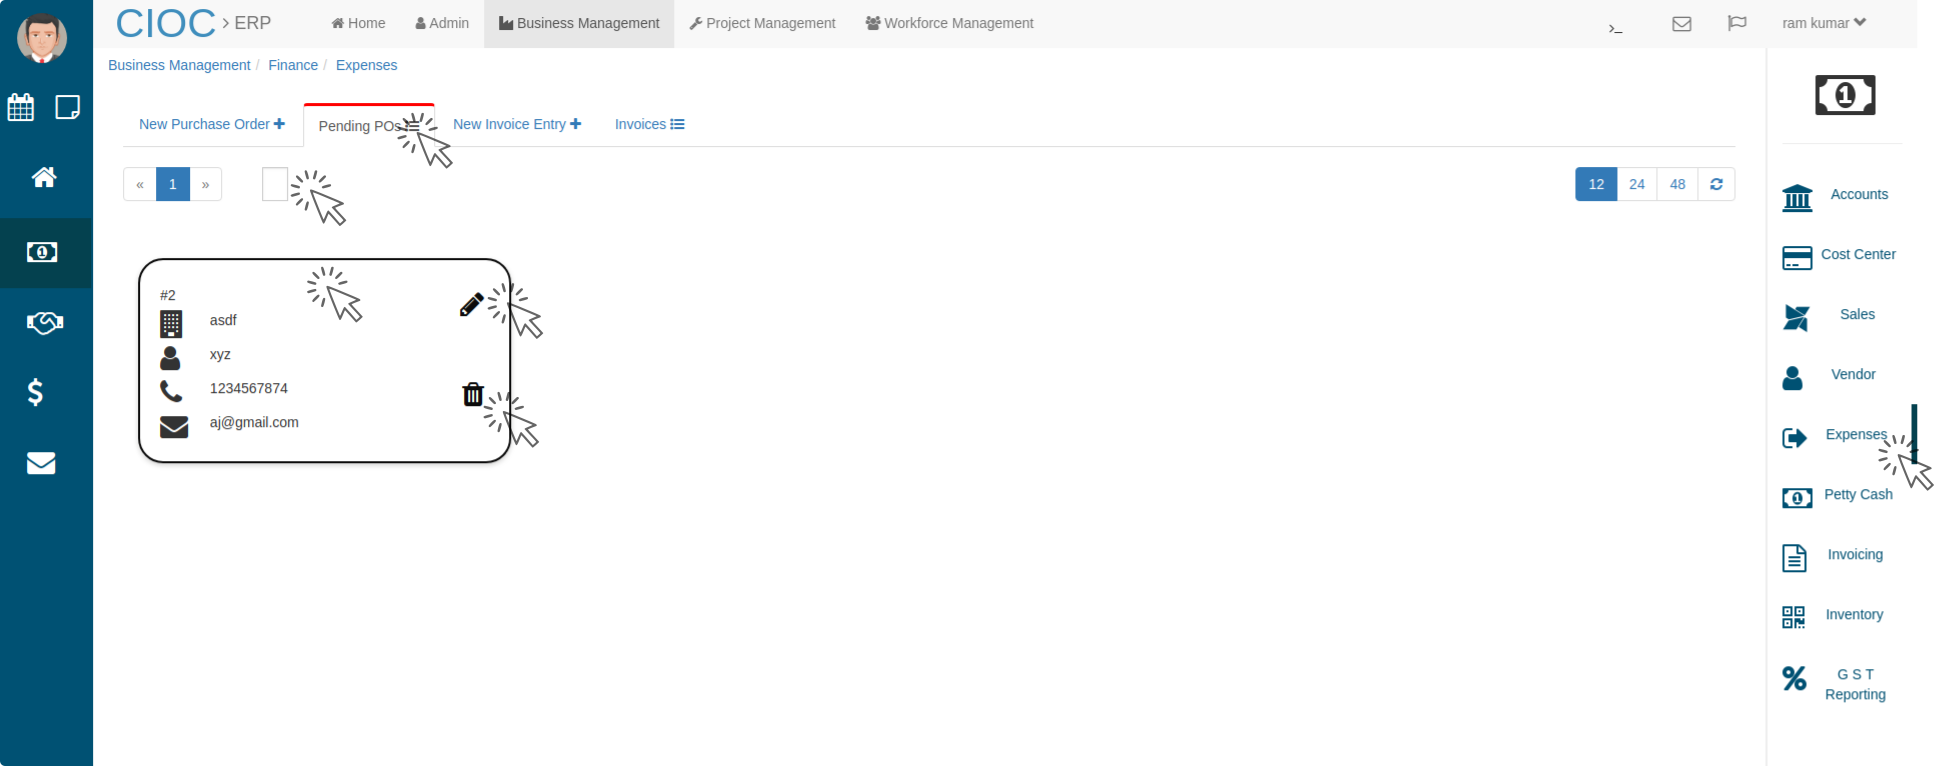 CIOC > ERP Home Admin Business Management Project Management Workforce Management >_ ram kumar
Business Management / Finance / Expenses
New Purchase Order Pending POs New Invoice Entry Invoices
« 1 » 12 24 48
#2
asdf
xyz
1234567874
aj@gmail.com
Accounts
Cost Center
Sales
Vendor
Expenses
Petty Cash
Invoicing
Inventory
G S T
Reporting